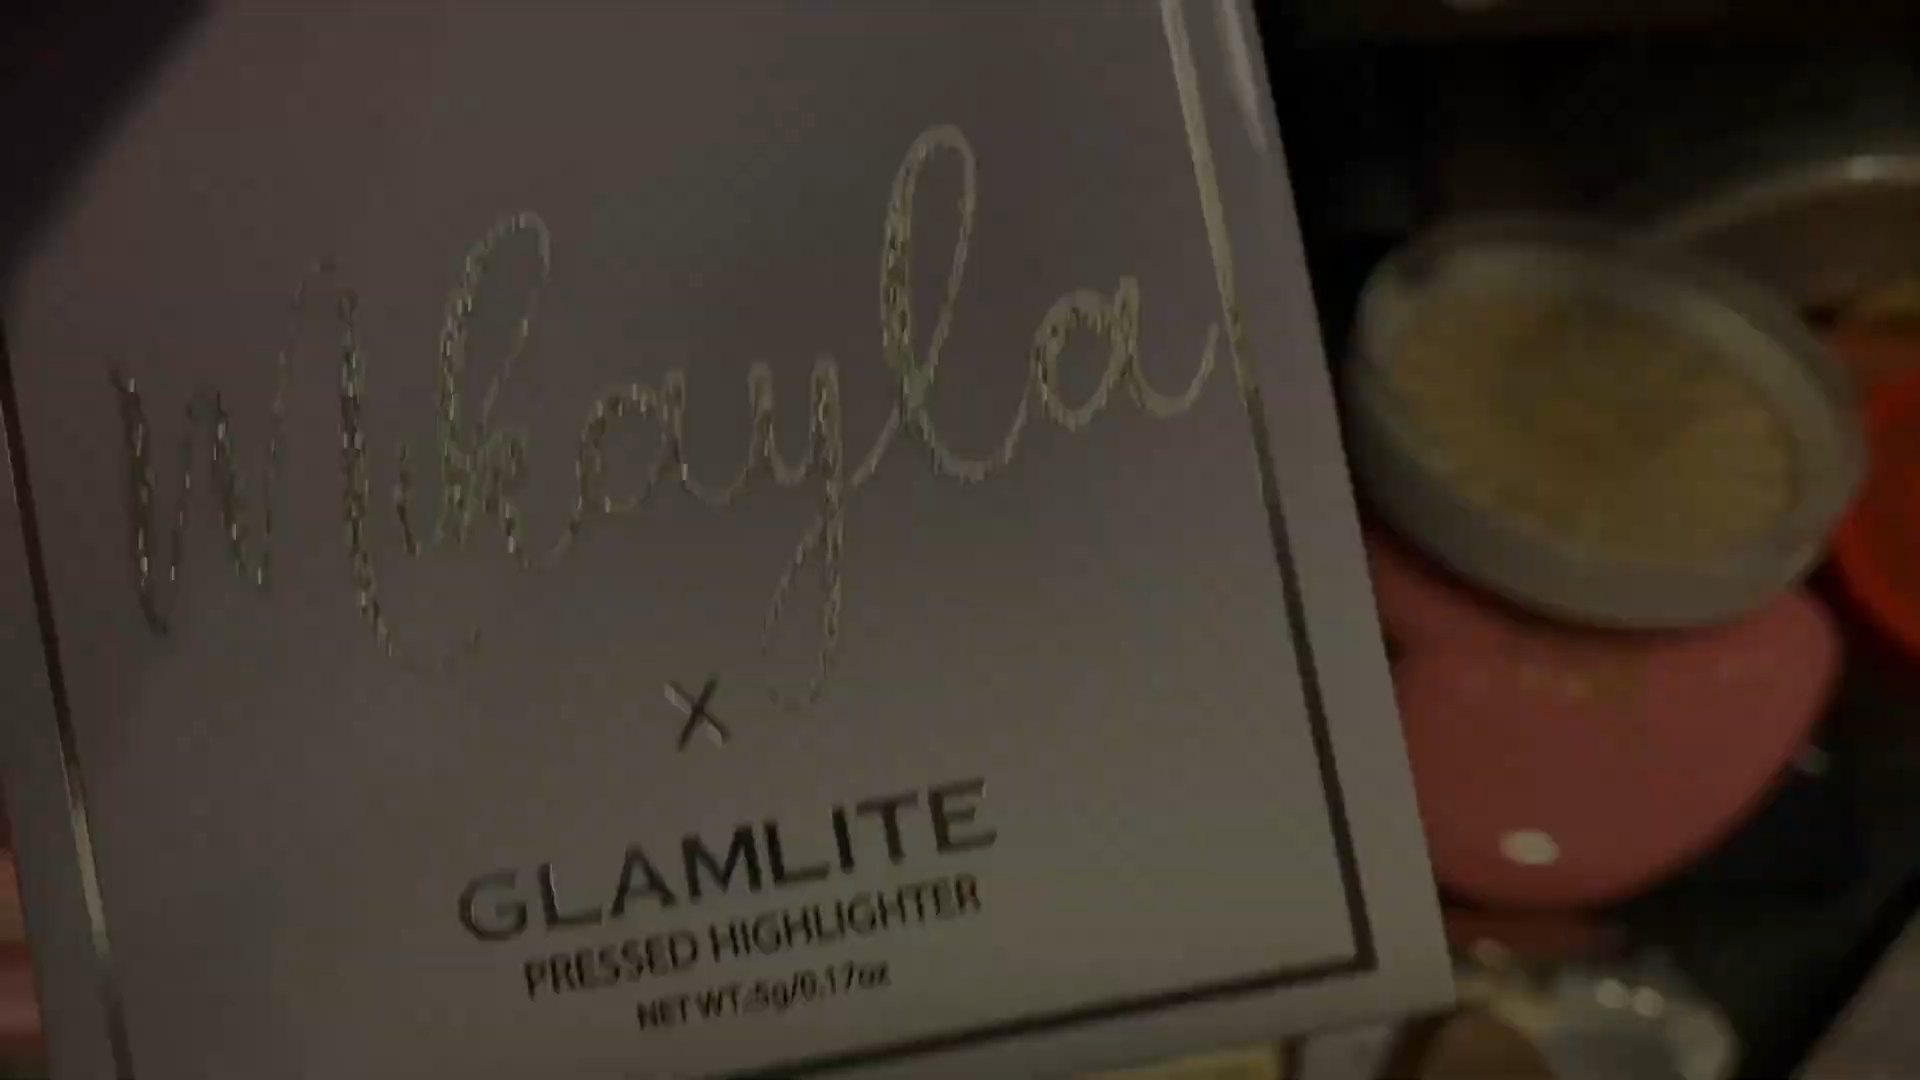 Mikayla
X
GLAMLITE
PRESSED HIGHLIGHTER
NET WT.5g/0.17oz